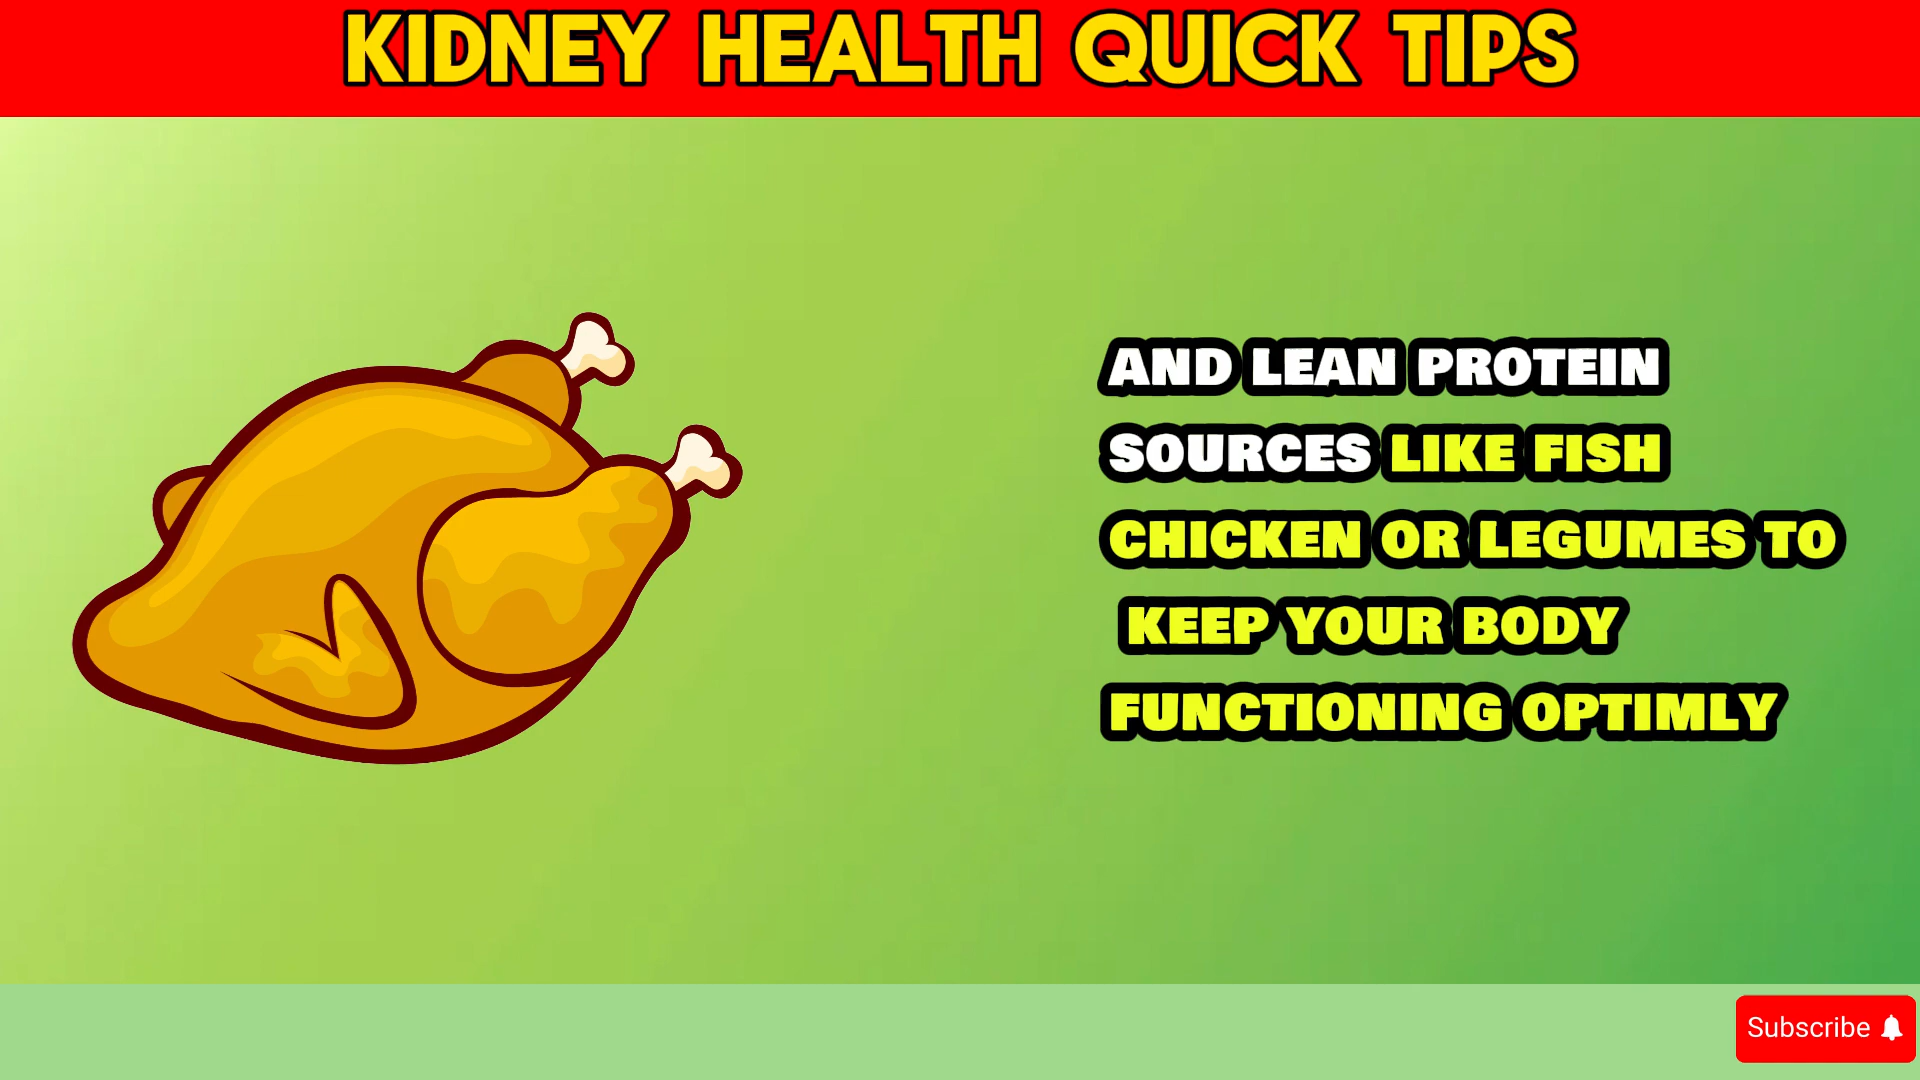 KIDNEY HEALTH QUICK TIPS
AND LEAN PROTEIN
SOURCES LIKE FISH
CHICKEN OR LEGUMES TO
KEEP YOUR BODY
FUNCTIONING OPTIMLY
Subscribe